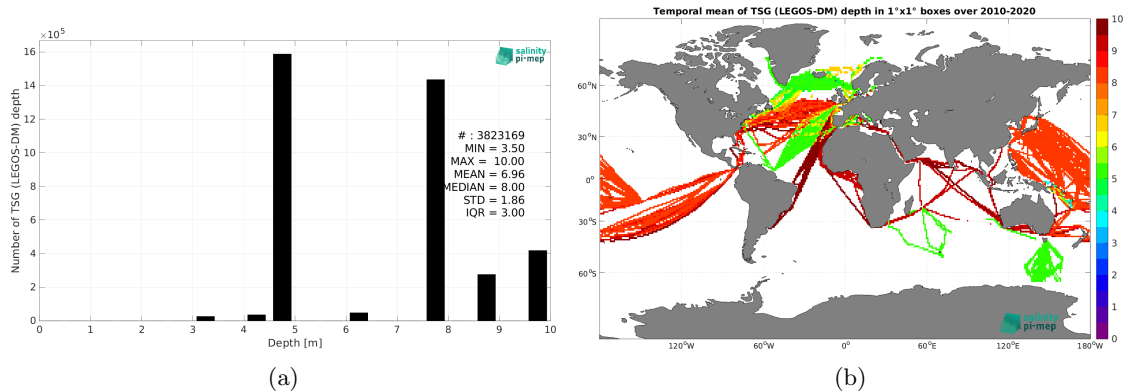 ×10⁵
16
14
12
10
8
6
4
2
0
Number of TSG (LEGOS-DM) depth
salinity
pi-mep
# : 3823169
MIN = 3.50
MAX = 10.00
MEAN = 6.96
MEDIAN = 8.00
STD = 1.86
IQR = 3.00
0 1 2 3 4 5 6 7 8 9 10
Depth [m]
(a)
Temporal mean of TSG (LEGOS-DM) depth in 1°x1° boxes over 2010-2020
60°N
30°N
0°
30°S
60°S
120°W 60°W 0° 60°E 120°E 180°W
salinity
pi-mep
10
9
8
7
6
5
4
3
2
1
0
(b)